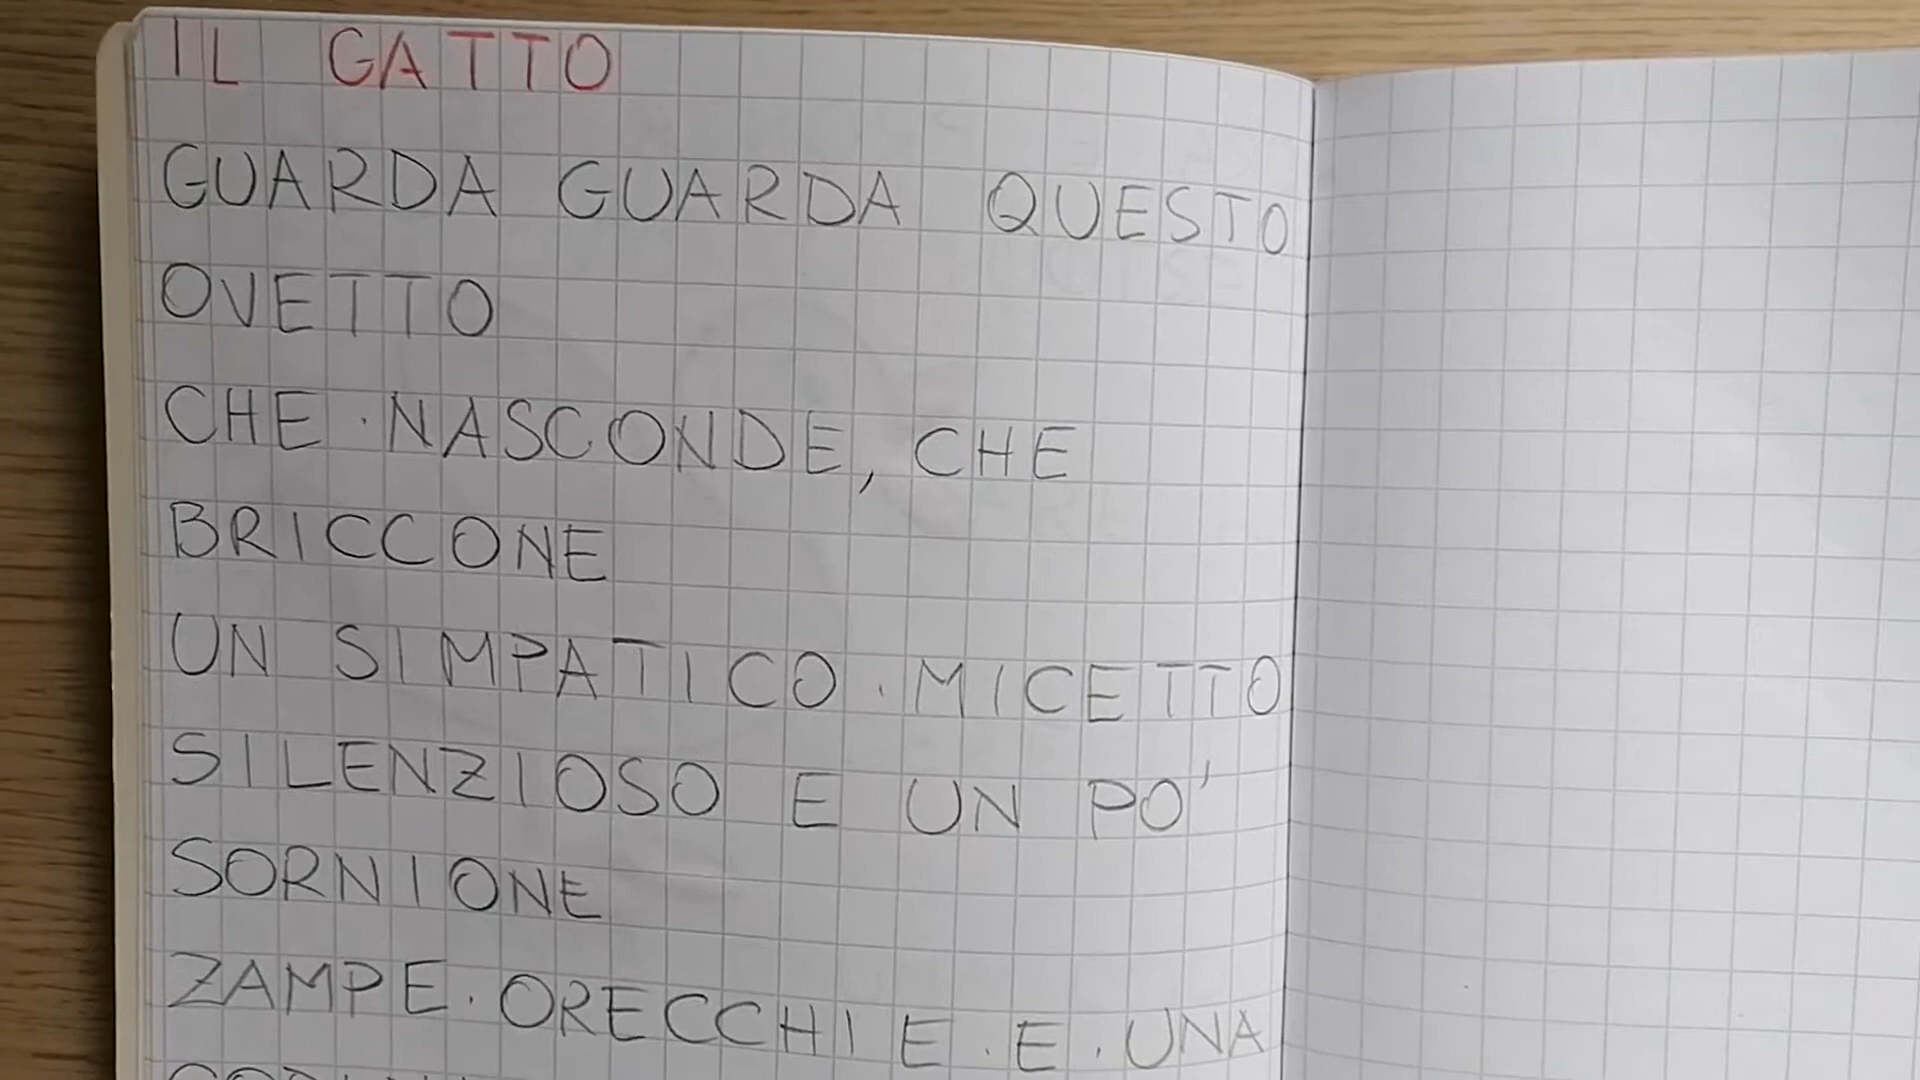 IL GATTO
GUARDA GUARDA QUESTO
OVETTO
CHE · NASCONDE, CHE
BRICCONE
UN SIMPATICO · MICETTO
SILENZIOSO E UN PO'
SORNIONE
ZAMPE · ORECCHIE · E · UNA